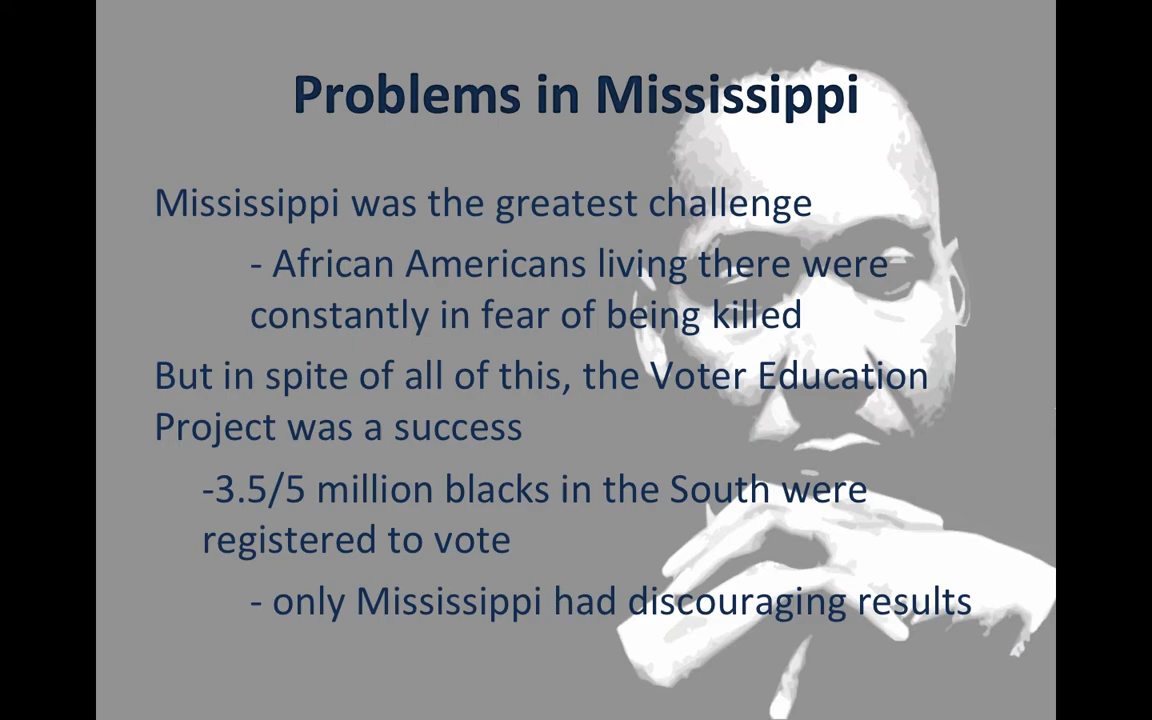 Problems in Mississippi
Mississippi was the greatest challenge
- African Americans living there were
constantly in fear of being killed
But in spite of all of this, the Voter Education
Project was a success
-3.5/5 million blacks in the South were
registered to vote
- only Mississippi had discouraging results